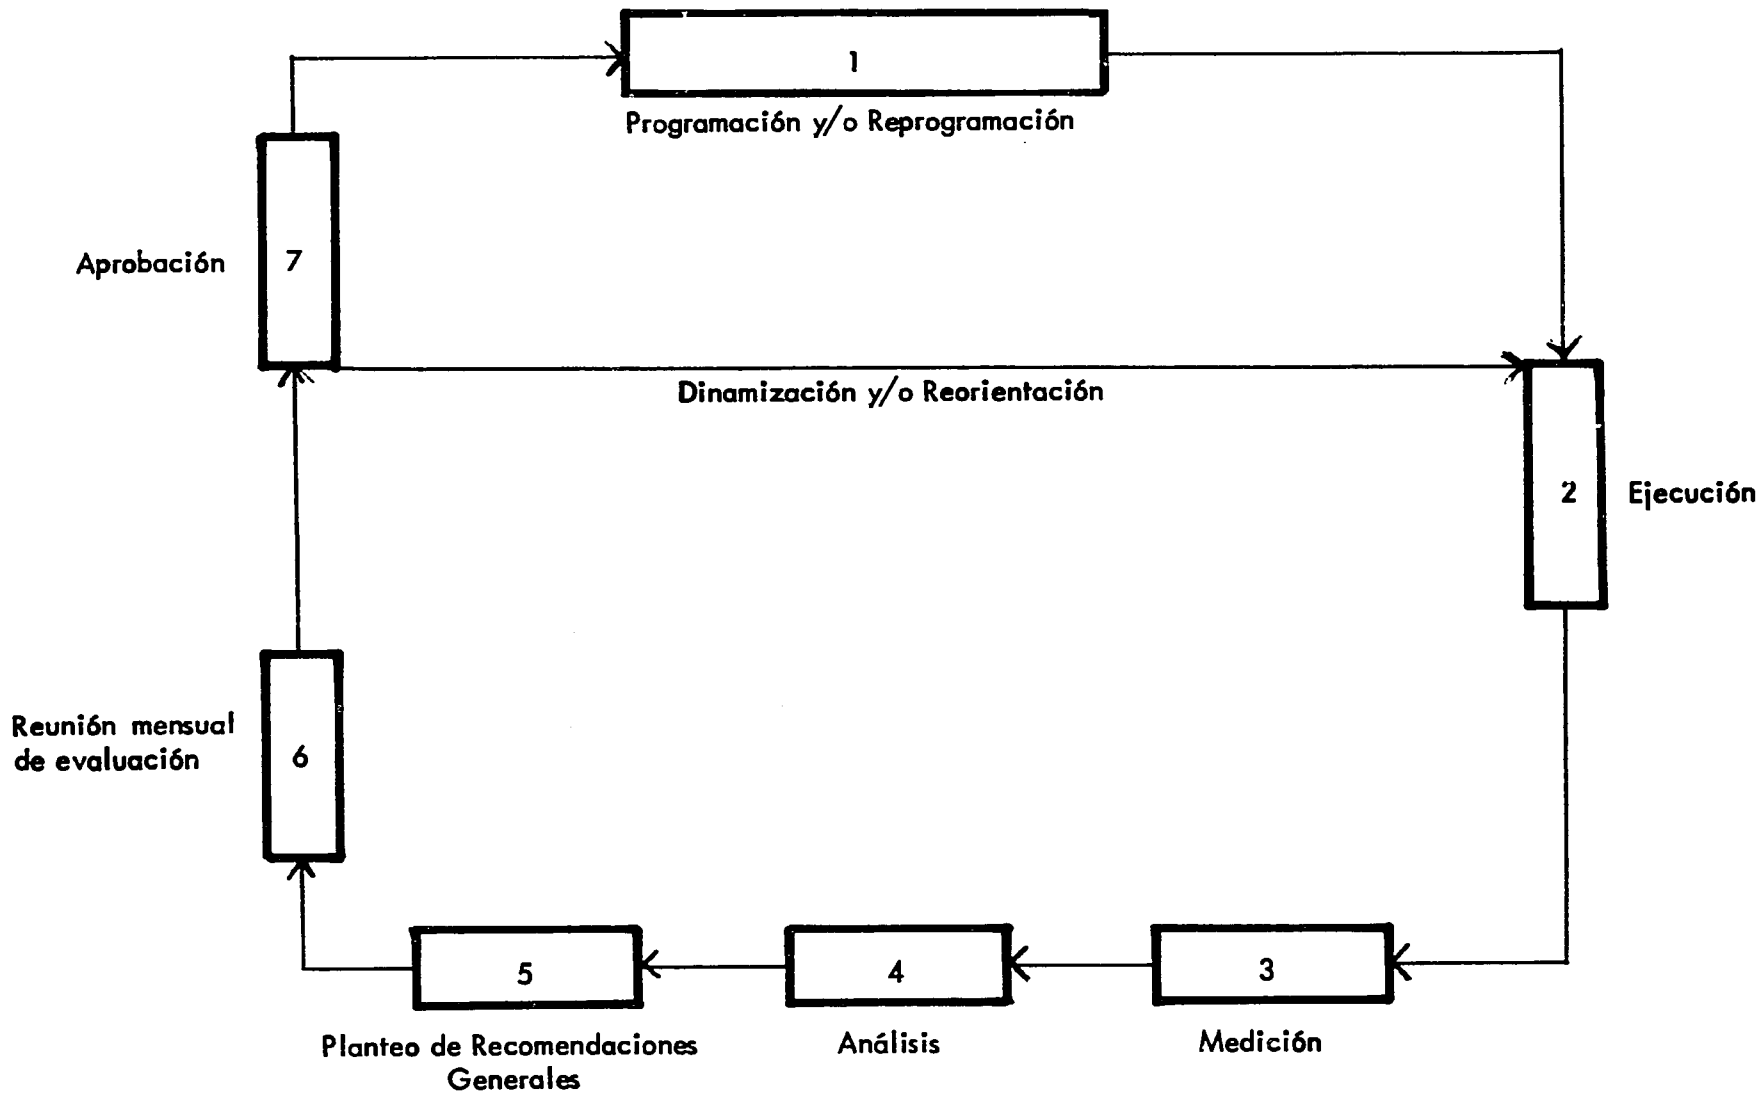 1
Programación y/o Reprogramación
Aprobación
7
Dinamización y/o Reorientación
2
Ejecución
Reunión mensual
de evaluación
6
5
4
3
Planteo de Recomendaciones
Generales
Análisis
Medición